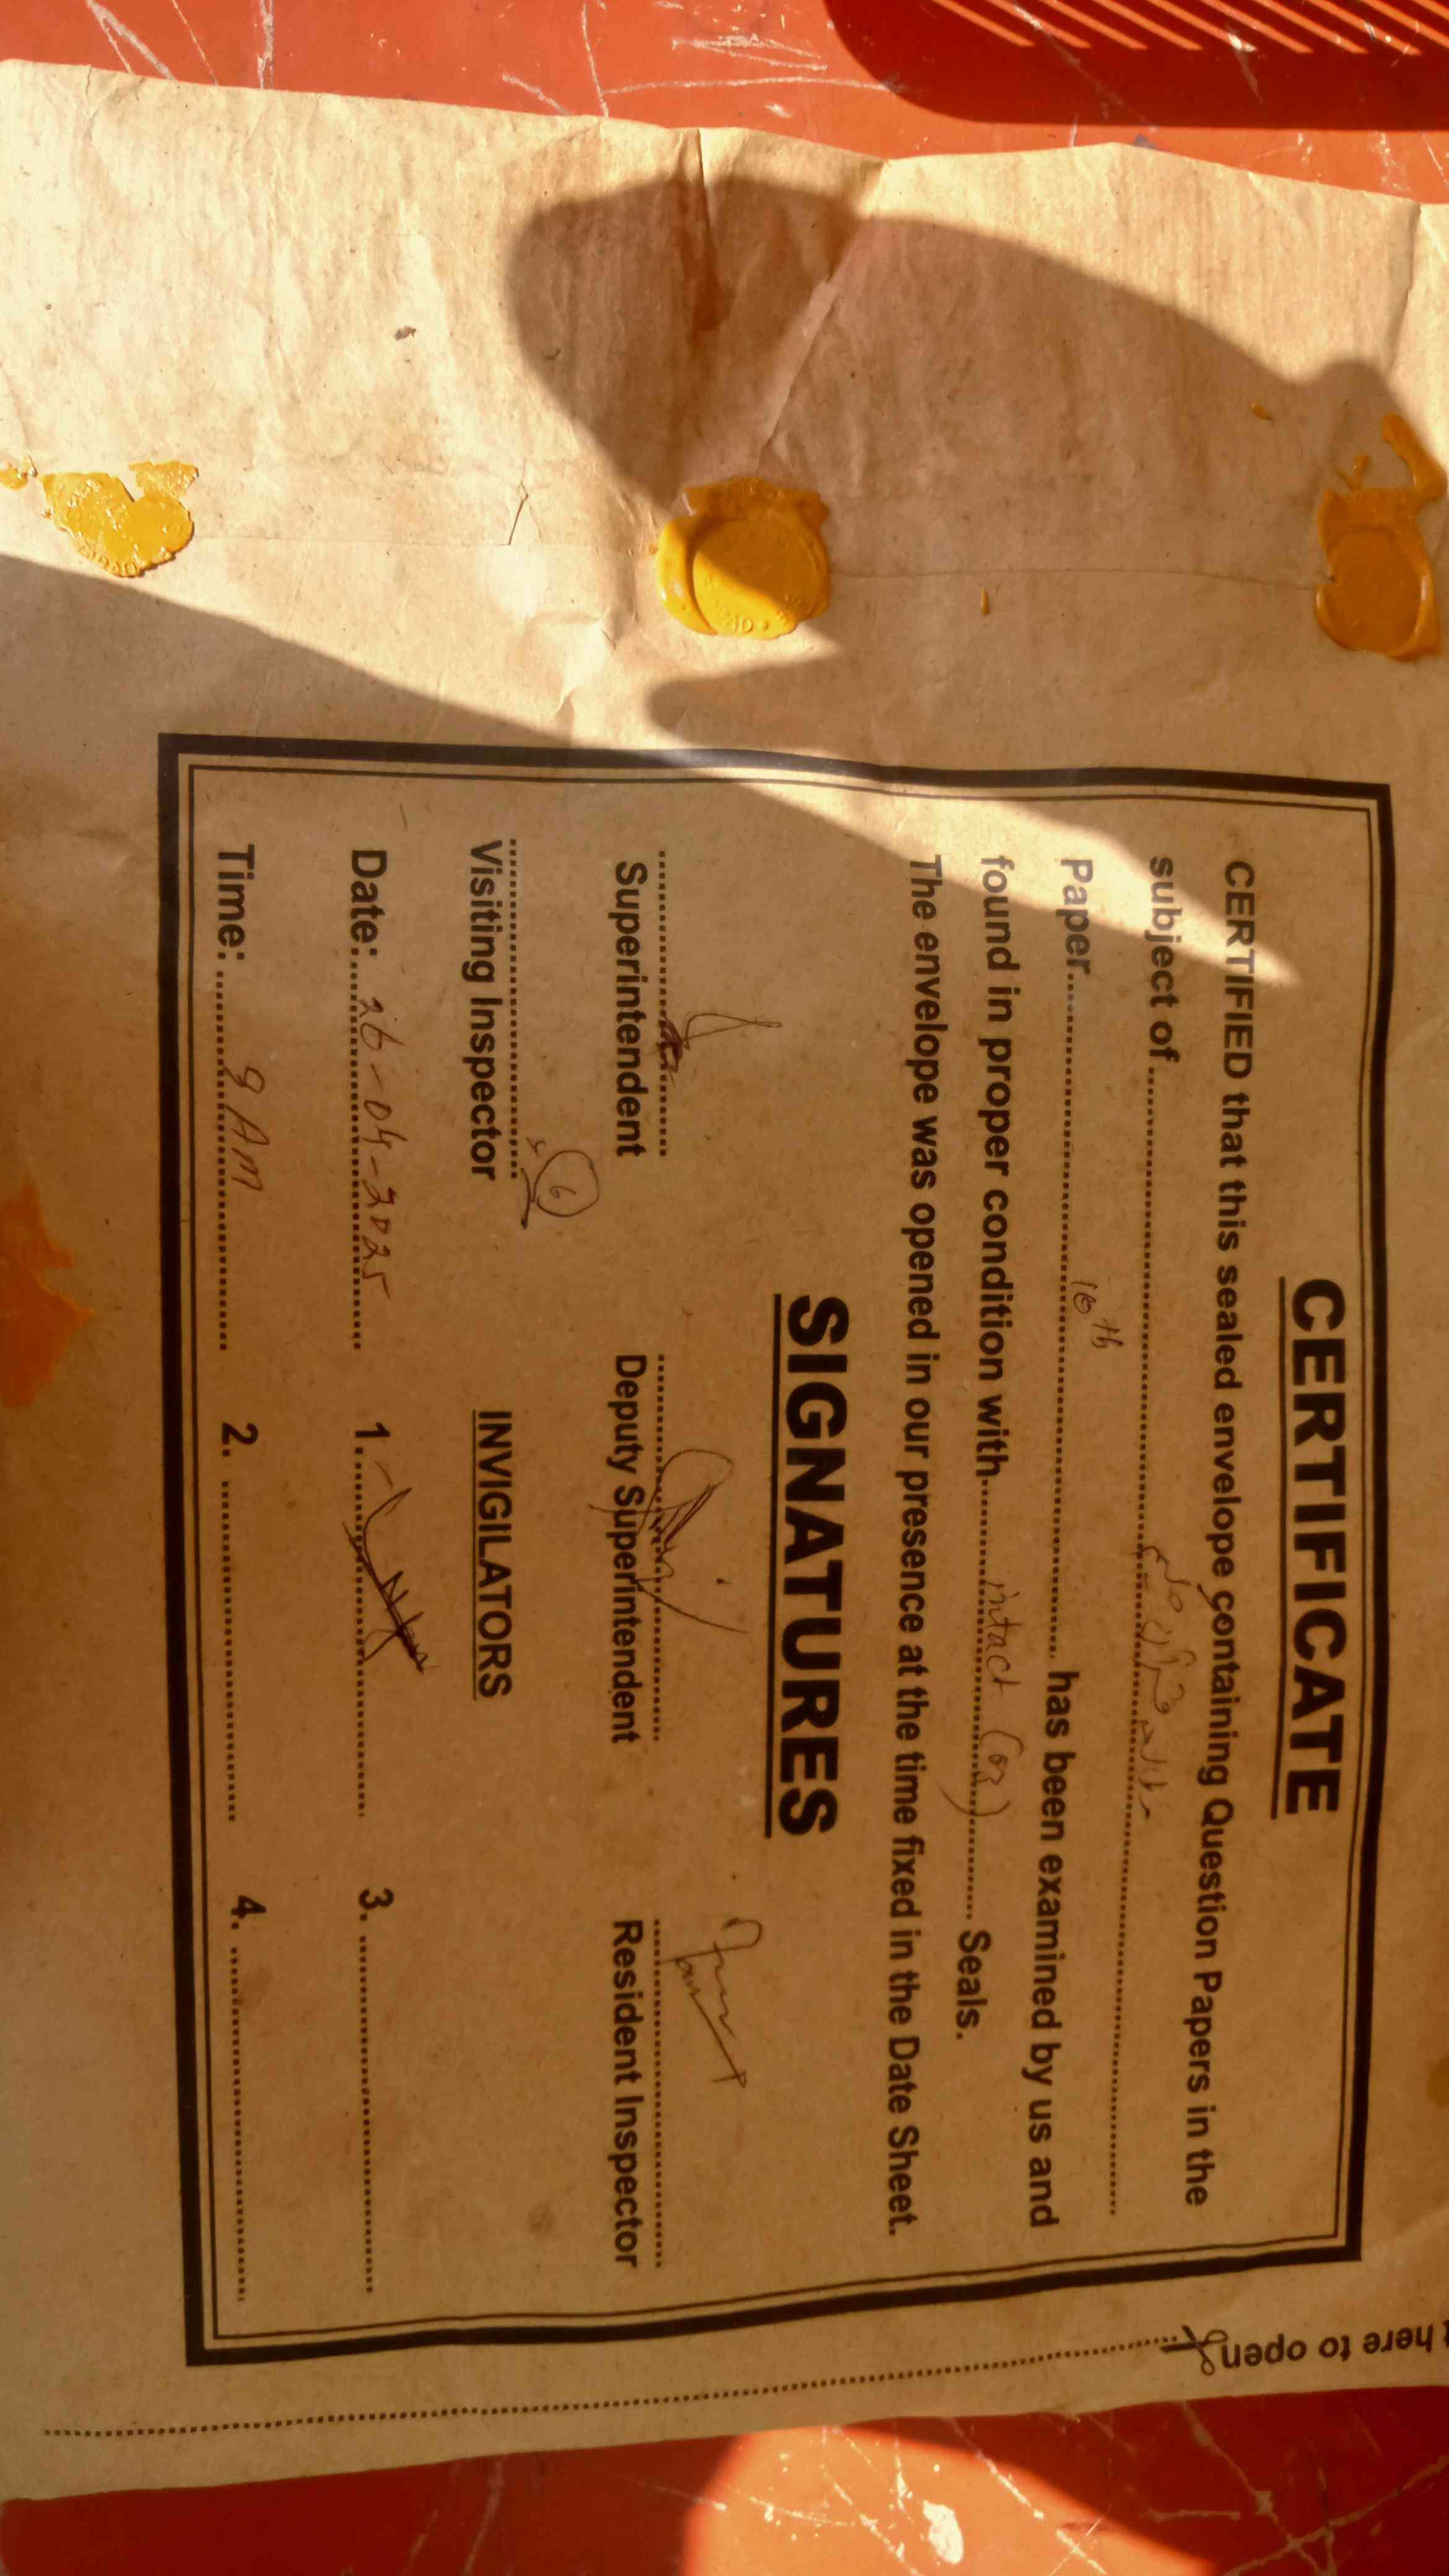 CERTIFICATE
CERTIFIED that this sealed envelope containing Question Papers in the
subject of
Paper 10th has been examined by us and
found in proper condition with intact (03) Seals.
The envelope was opened in our presence at the time fixed in the Date Sheet.
SIGNATURES
Superintendent Deputy Superintendent Resident Inspector
Visiting Inspector INVIGILATORS
Date: 26-04-2025 1. 3.
Time: 9 AM 2. 4.
here to open